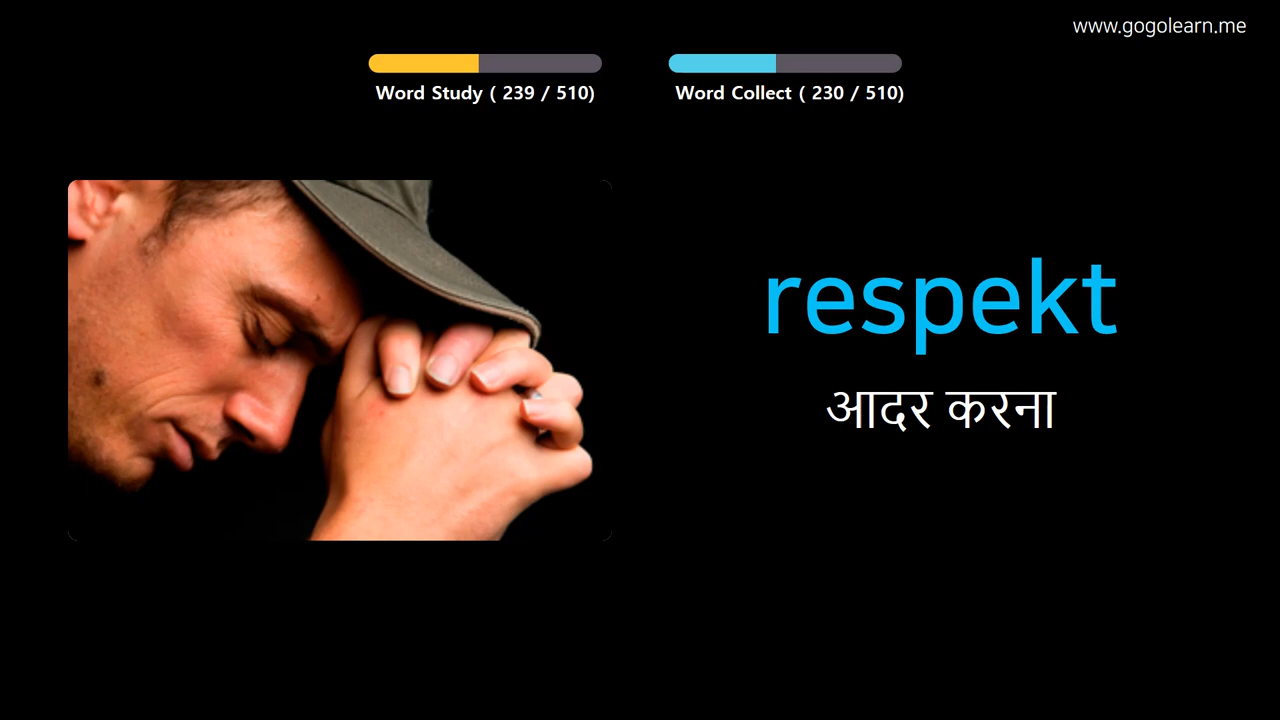 www.gogolearn.me
Word Study ( 239 / 510)
Word Collect ( 230 / 510)
respekt
आदर करना